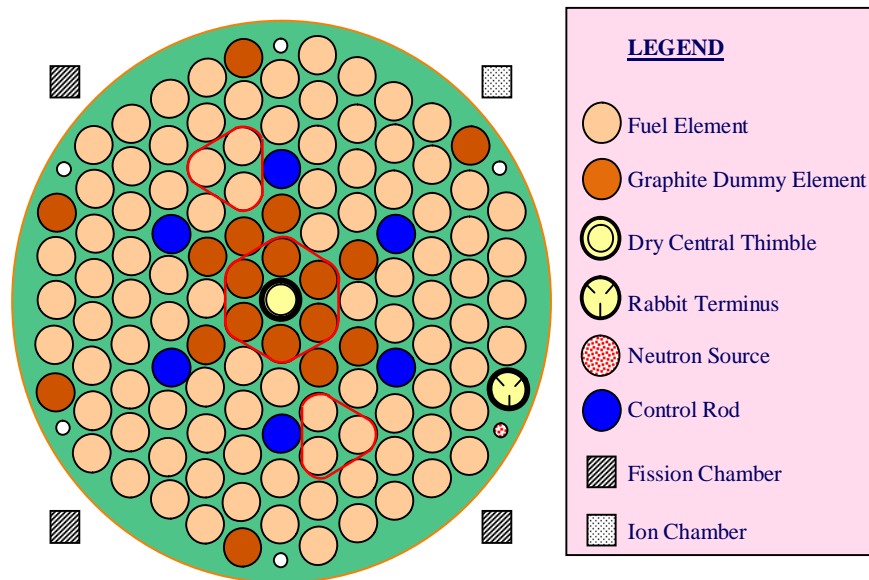 LEGEND
Fuel Element
Graphite Dummy Element
Dry Central Thimble
Rabbit Terminus
Neutron Source
Control Rod
Fission Chamber
Ion Chamber